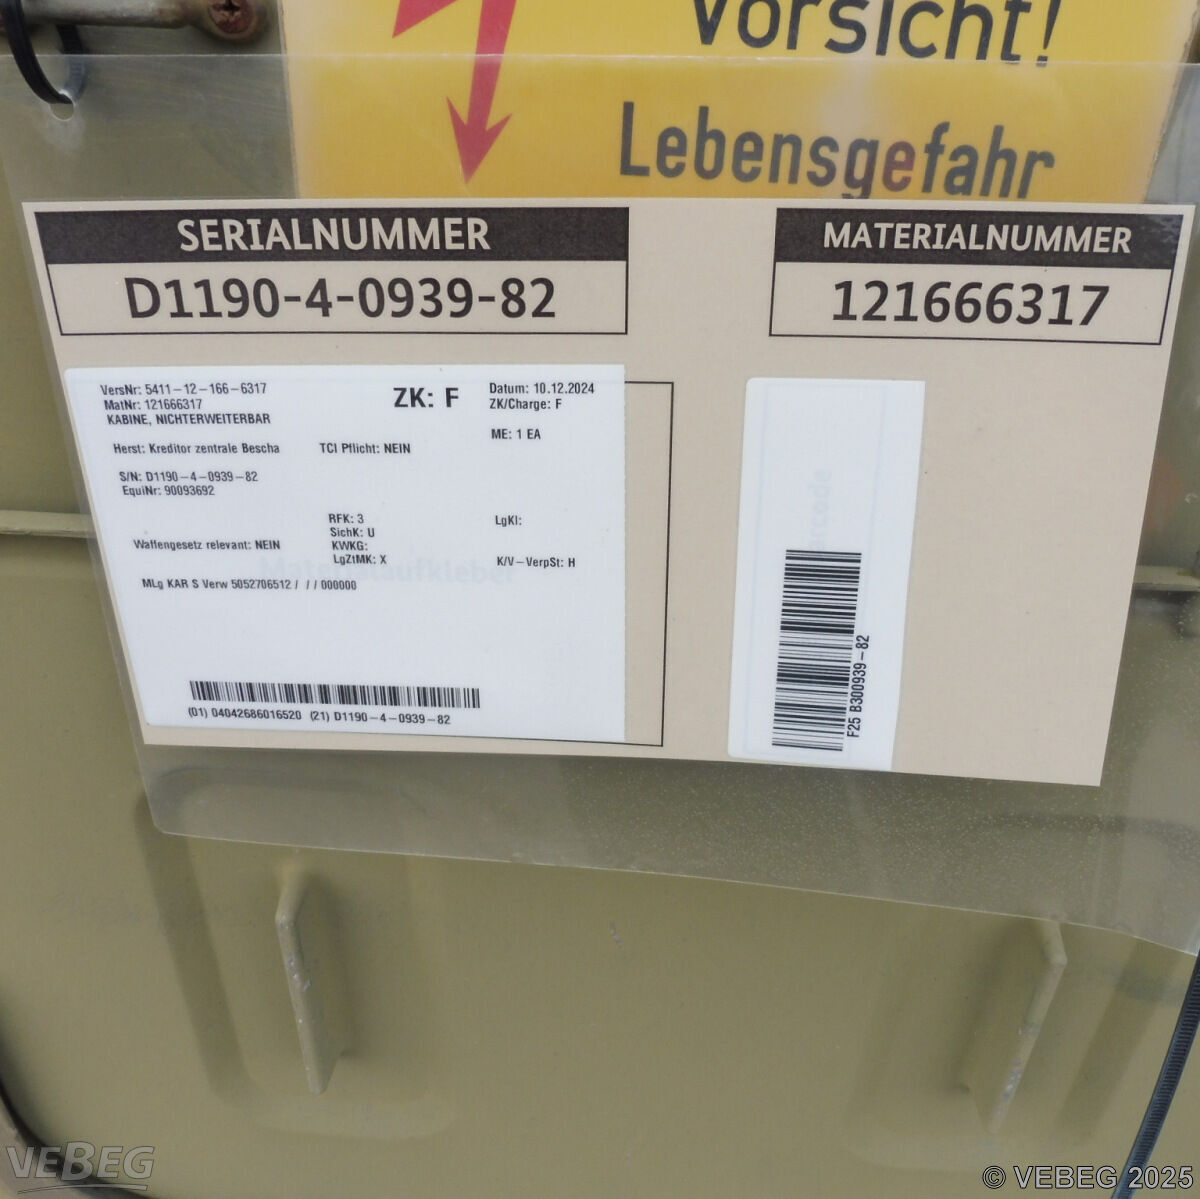 Vorsicht!
Lebensgefahr
SERIALNUMMER
D1190-4-0939-82
MATERIALNUMMER
121666317
VersNr: 5411-12-166-6317
MatNr: 121666317
KABINE, NICHTERWEITERBAR
ZK: F
Datum: 10.12.2024
ZK/Charge: F
ME: 1 EA
Herst: Kreditor zentrale Bescha
TCI Pflicht: NEIN
S/N: D1190-4-0939-82
EquiNr: 90093692
RFK: 3
SichK: U
KWKG:
LgZtMK: X
LgKl:
K/V-VerpSt: H
Waffengesetz relevant: NEIN
Materialaufkleber
MLg KAR S Verw 5052706512 / / / 000000
(01) 04042686016520 (21) D1190-4-0939-82
Barcode
F25 B300939-82
VEBEG
© VEBEG 2025